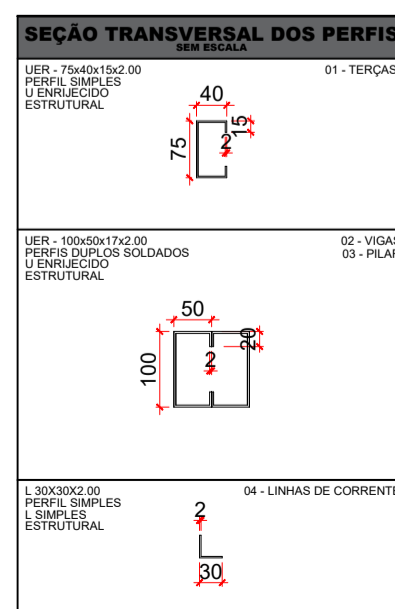 SEÇÃO TRANSVERSAL DOS PERFIS
SEM ESCALA
UER - 75x40x15x2.00
PERFIL SIMPLES
U ENRIJECIDO
ESTRUTURAL
01 - TERÇAS
40
15
2
75
UER - 100x50x17x2.00
PERFIS DUPLOS SOLDADOS
U ENRIJECIDO
ESTRUTURAL
02 - VIGAS
03 - PILAR
50
20
2
100
L 30X30X2.00
PERFIL SIMPLES
L SIMPLES
ESTRUTURAL
04 - LINHAS DE CORRENTE
2
30